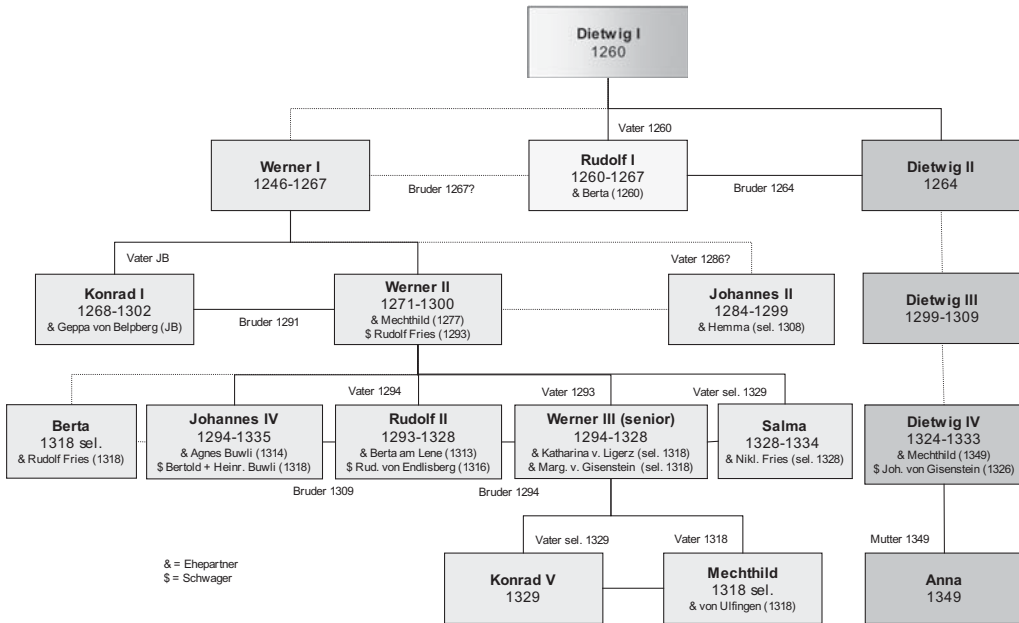 Dietwig I
1260
Vater 1260
Werner I
1246-1267
Bruder 1267?
Rudolf I
1260-1267
& Berta (1260)
Bruder 1264
Dietwig II
1264
Vater JB
Vater 1286?
Konrad I
1268-1302
& Geppa von Belpberg (JB)
Bruder 1291
Werner II
1271-1300
& Mechthild (1277)
$ Rudolf Fries (1293)
Johannes II
1284-1299
& Hemma (sel. 1308)
Dietwig III
1299-1309
Vater 1294
Vater 1293
Vater sel. 1329
Berta
1318 sel.
& Rudolf Fries (1318)
Johannes IV
1294-1335
& Agnes Buwli (1314)
$ Bertold + Heinr. Buwli (1318)
Rudolf II
1293-1328
& Berta am Lene (1313)
$ Rud. von Endlisberg (1316)
Werner III (senior)
1294-1328
& Katharina v. Ligerz (sel. 1318)
& Marg. v. Gisenstein (sel. 1318)
Salma
1328-1334
& Nikl. Fries (sel. 1328)
Dietwig IV
1324-1333
& Mechthild (1349)
$ Joh. von Gisenstein (1326)
Bruder 1309
Bruder 1294
Vater sel. 1329
Vater 1318
Mutter 1349
& = Ehepartner
$ = Schwager
Konrad V
1329
Mechthild
1318 sel.
& von Ulfingen (1318)
Anna
1349